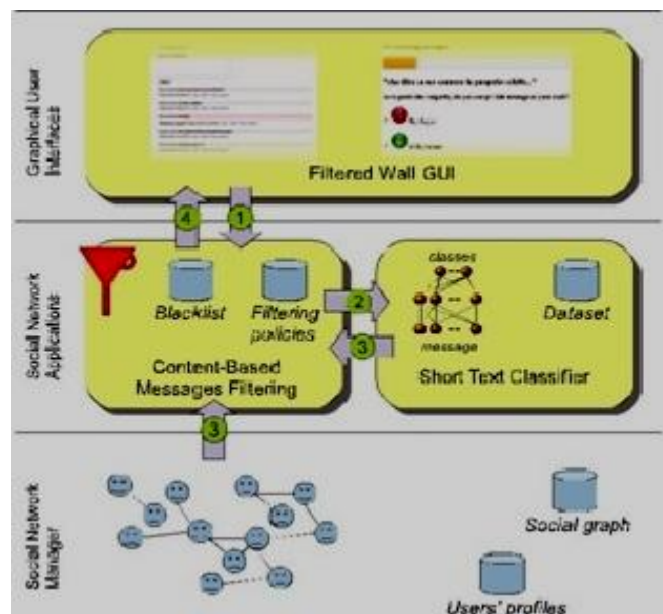 Graphical User
Interfaces
Filtered Wall GUI
4
1
Social Network
Applications
Blacklist
Filtering
policies
Content-Based
Messages Filtering
2
3
classes
message
Dataset
Short Text Classifier
3
Social Network
Manager
Social graph
Users' profiles